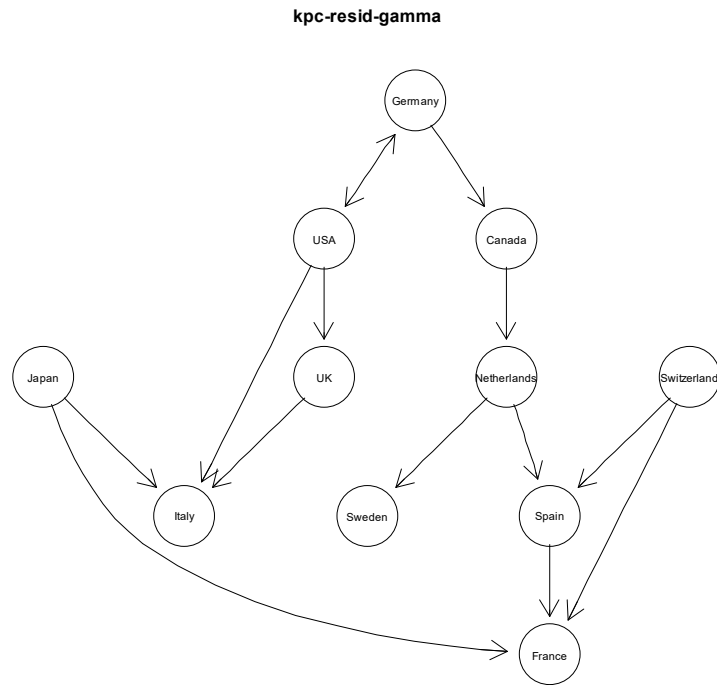 kpc-resid-gamma
Germany
USA
Canada
Japan
UK
Netherlands
Switzerland
Italy
Sweden
Spain
France